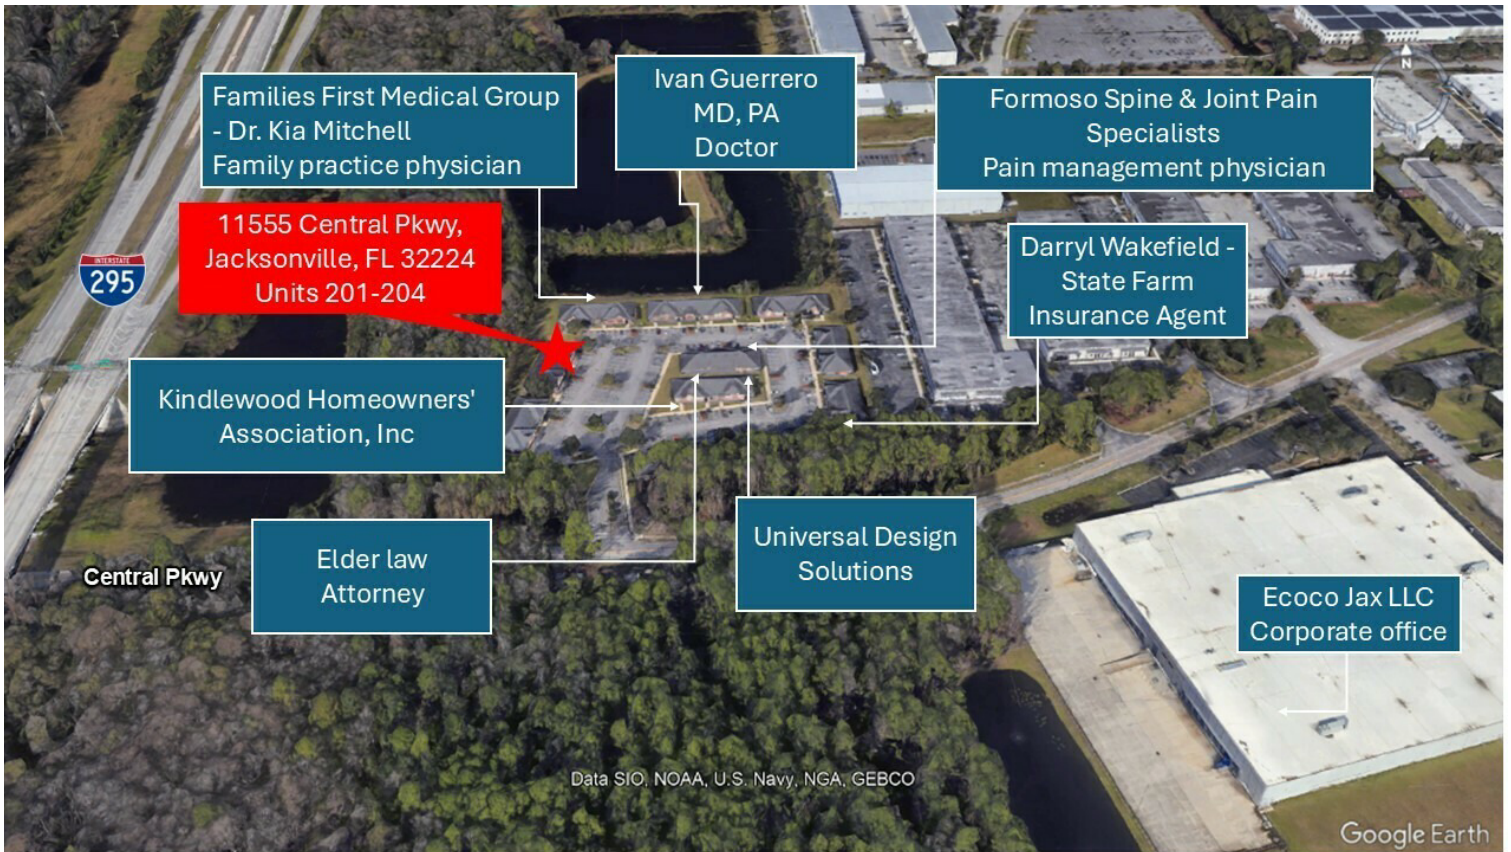 Families First Medical Group
- Dr. Kia Mitchell
Family practice physician
Ivan Guerrero
MD, PA
Doctor
Formoso Spine & Joint Pain
Specialists
Pain management physician
N
11555 Central Pkwy,
Jacksonville, FL 32224
Units 201-204
INTERSTATE
295
Darryl Wakefield -
State Farm
Insurance Agent
Kindlewood Homeowners'
Association, Inc
Elder law
Attorney
Universal Design
Solutions
Central Pkwy
Ecoco Jax LLC
Corporate office
Data SIO, NOAA, U.S. Navy, NGA, GEBCO
Google Earth